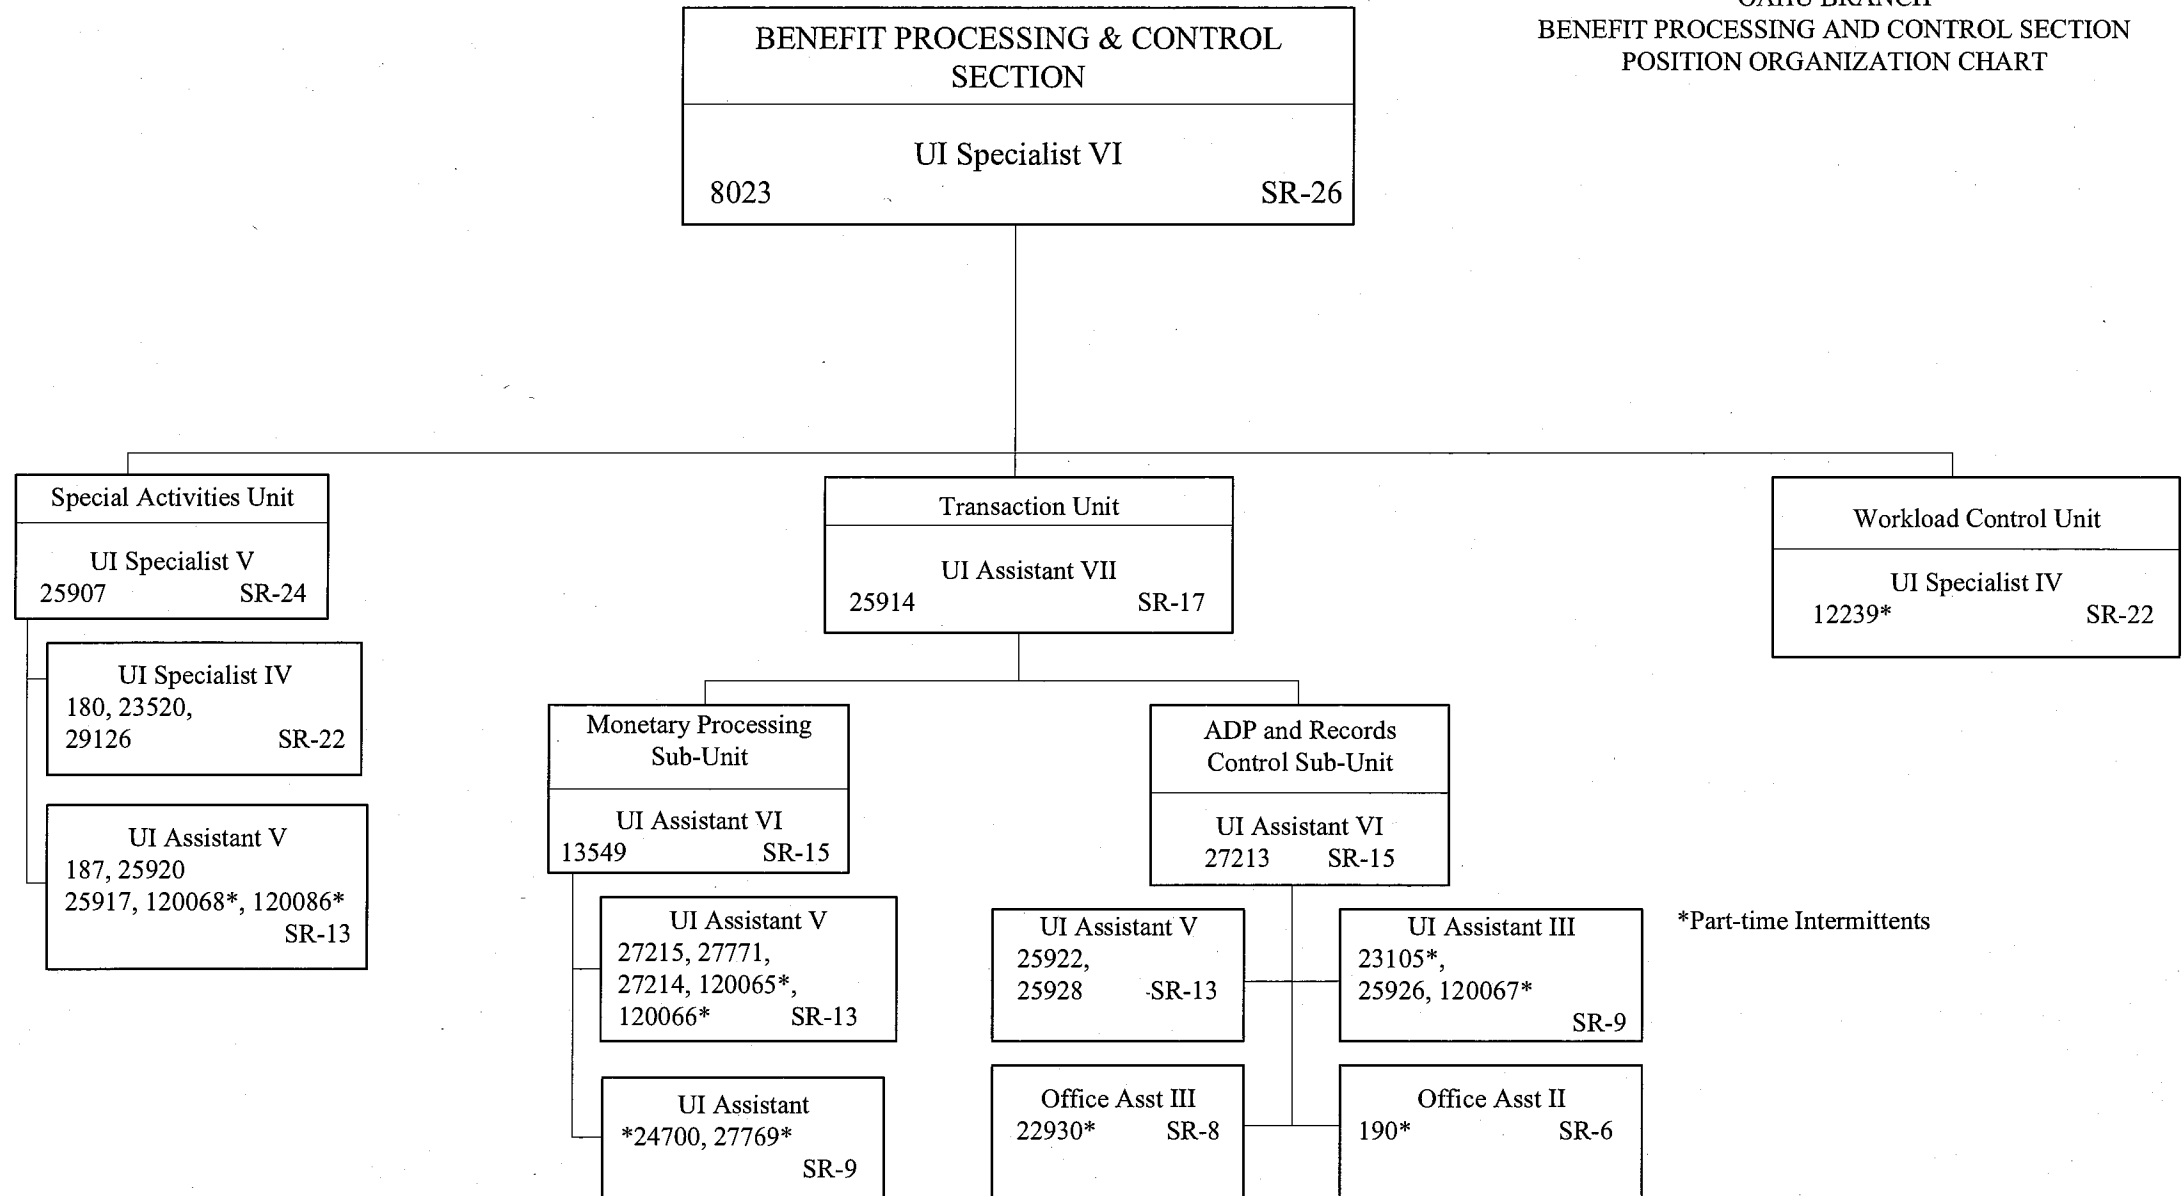 OAHU BRANCH
BENEFIT PROCESSING AND CONTROL SECTION
POSITION ORGANIZATION CHART
BENEFIT PROCESSING & CONTROL
SECTION
UI Specialist VI
8023 SR-26
Special Activities Unit
UI Specialist V
25907 SR-24
UI Specialist IV
180, 23520,
29126 SR-22
UI Assistant V
187, 25920
25917, 120068*, 120086*
SR-13
Transaction Unit
UI Assistant VII
25914 SR-17
Monetary Processing
Sub-Unit
UI Assistant VI
13549 SR-15
UI Assistant V
27215, 27771,
27214, 120065*,
120066* SR-13
UI Assistant
*24700, 27769*
SR-9
ADP and Records
Control Sub-Unit
UI Assistant VI
27213 SR-15
UI Assistant V
25922,
25928 SR-13
UI Assistant III
23105*,
25926, 120067*
SR-9
Office Asst III
22930* SR-8
Office Asst II
190* SR-6
Workload Control Unit
UI Specialist IV
12239* SR-22
*Part-time Intermittents